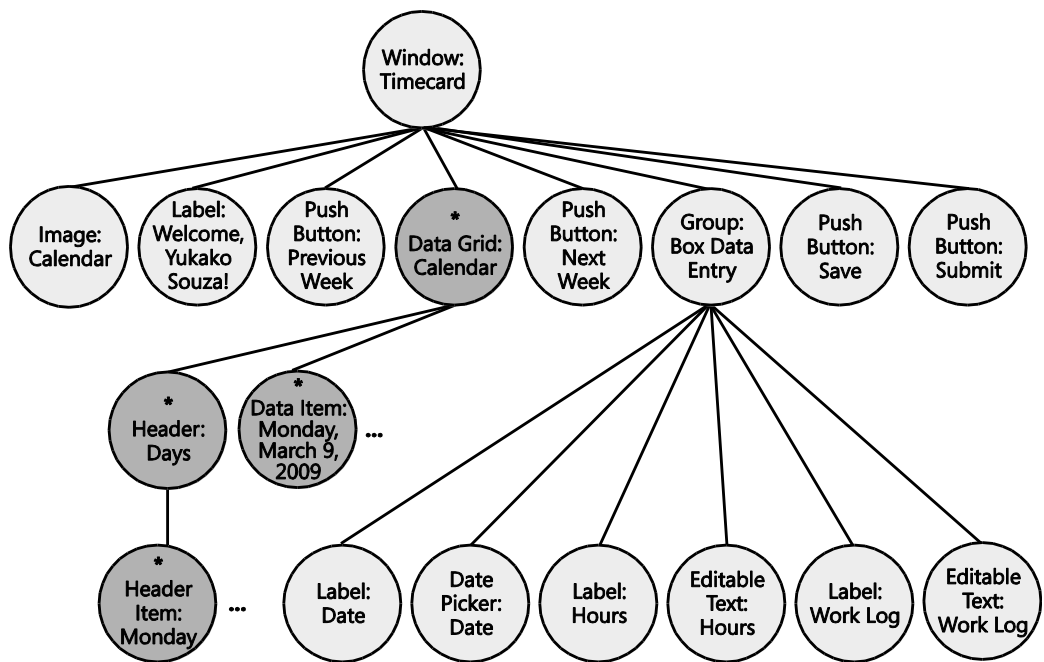 Window:
Timecard
Image:
Calendar
Label:
Welcome,
Yukako
Souza!
Push
Button:
Previous
Week
*
Data Grid:
Calendar
Push
Button:
Next
Week
Group:
Box Data
Entry
Push
Button:
Save
Push
Button:
Submit
*
Header:
Days
*
Data Item:
Monday,
March 9,
2009
...
*
Header
Item:
Monday
...
Label:
Date
Date
Picker:
Date
Label:
Hours
Editable
Text:
Hours
Label:
Work Log
Editable
Text:
Work Log